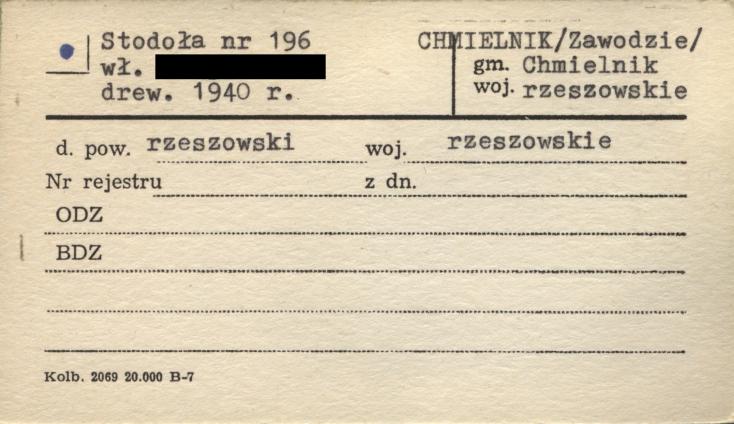 Stodoła nr 196
wł.
drew. 1940 r.
CHMIELNIK/Zawodzie/
gm. Chmielnik
woj. rzeszowskie
d. pow. rzeszowski woj. rzeszowskie
Nr rejestru z dn.
ODZ
BDZ
Kolb. 2069 20.000 B-7